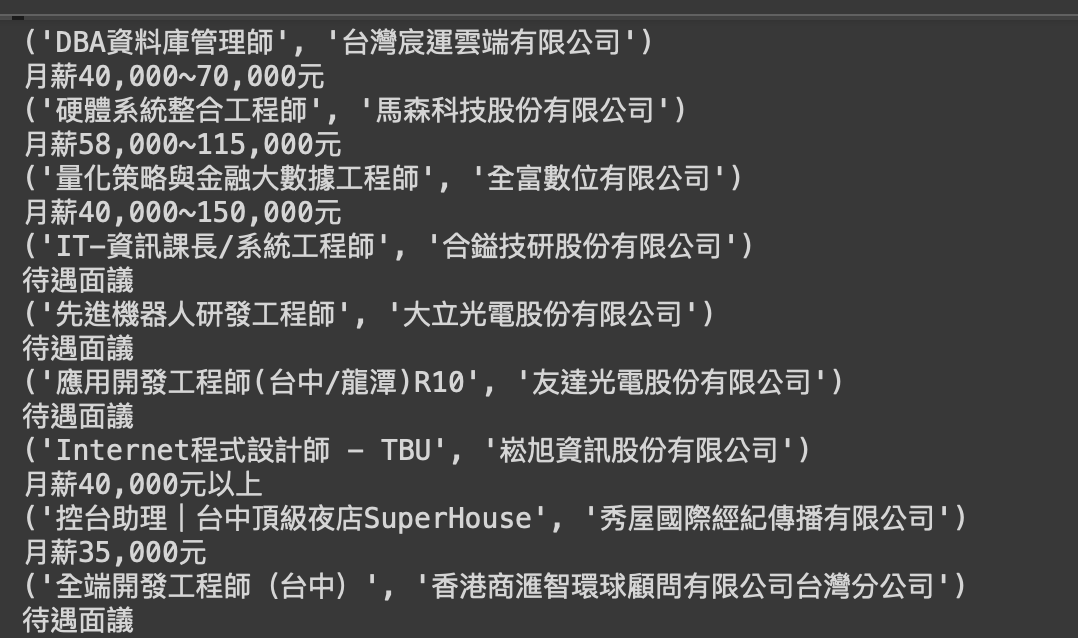 ('DBA資料庫管理師', '台灣宸運雲端有限公司')
月薪40,000~70,000元
('硬體系統整合工程師', '馬森科技股份有限公司')
月薪58,000~115,000元
('量化策略與金融大數據工程師', '全富數位有限公司')
月薪40,000~150,000元
('IT-資訊課長/系統工程師', '合鎰技研股份有限公司')
待遇面議
('先進機器人研發工程師', '大立光電股份有限公司')
待遇面議
('應用開發工程師(台中/龍潭)R10', '友達光電股份有限公司')
待遇面議
('Internet程式設計師 – TBU', '崧旭資訊股份有限公司')
月薪40,000元以上
('控台助理｜台中頂級夜店SuperHouse', '秀屋國際經紀傳播有限公司')
月薪35,000元
('全端開發工程師（台中）', '香港商滙智環球顧問有限公司台灣分公司')
待遇面議